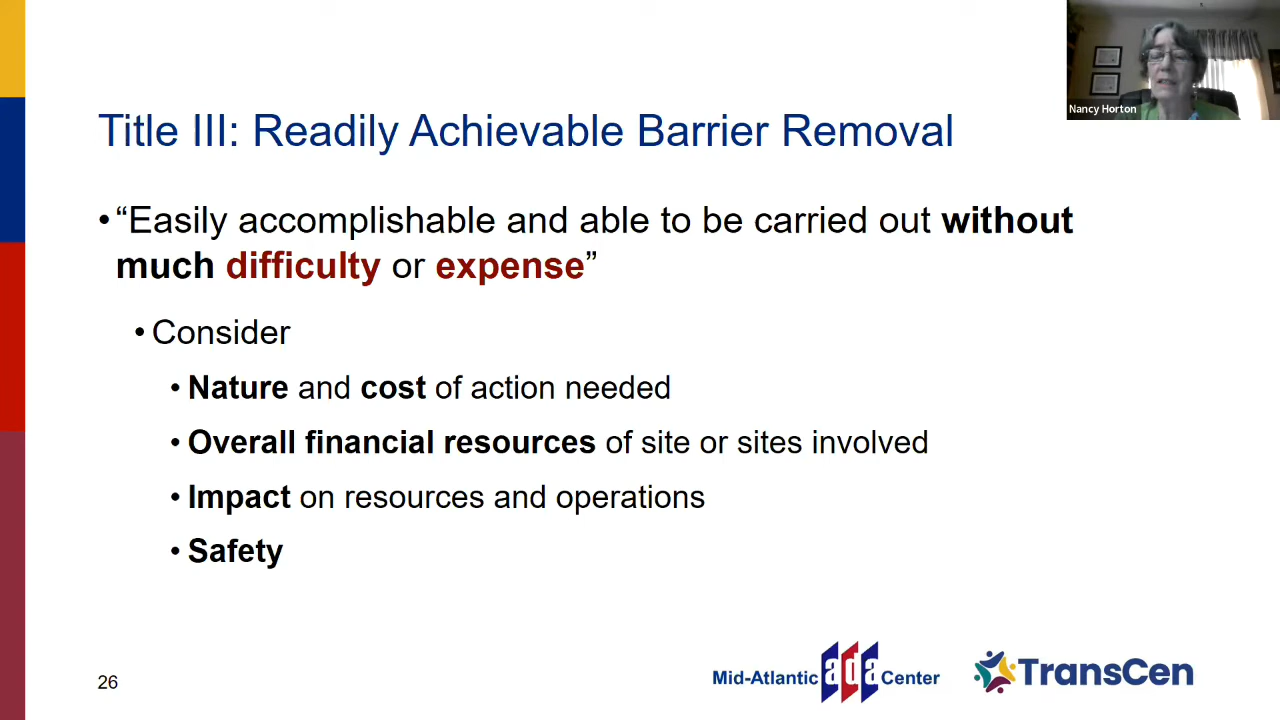 Nancy Horton
Title III: Readily Achievable Barrier Removal
• “Easily accomplishable and able to be carried out without
much difficulty or expense”
• Consider
• Nature and cost of action needed
• Overall financial resources of site or sites involved
• Impact on resources and operations
• Safety
26
Mid-Atlantic ada Center
TransCen